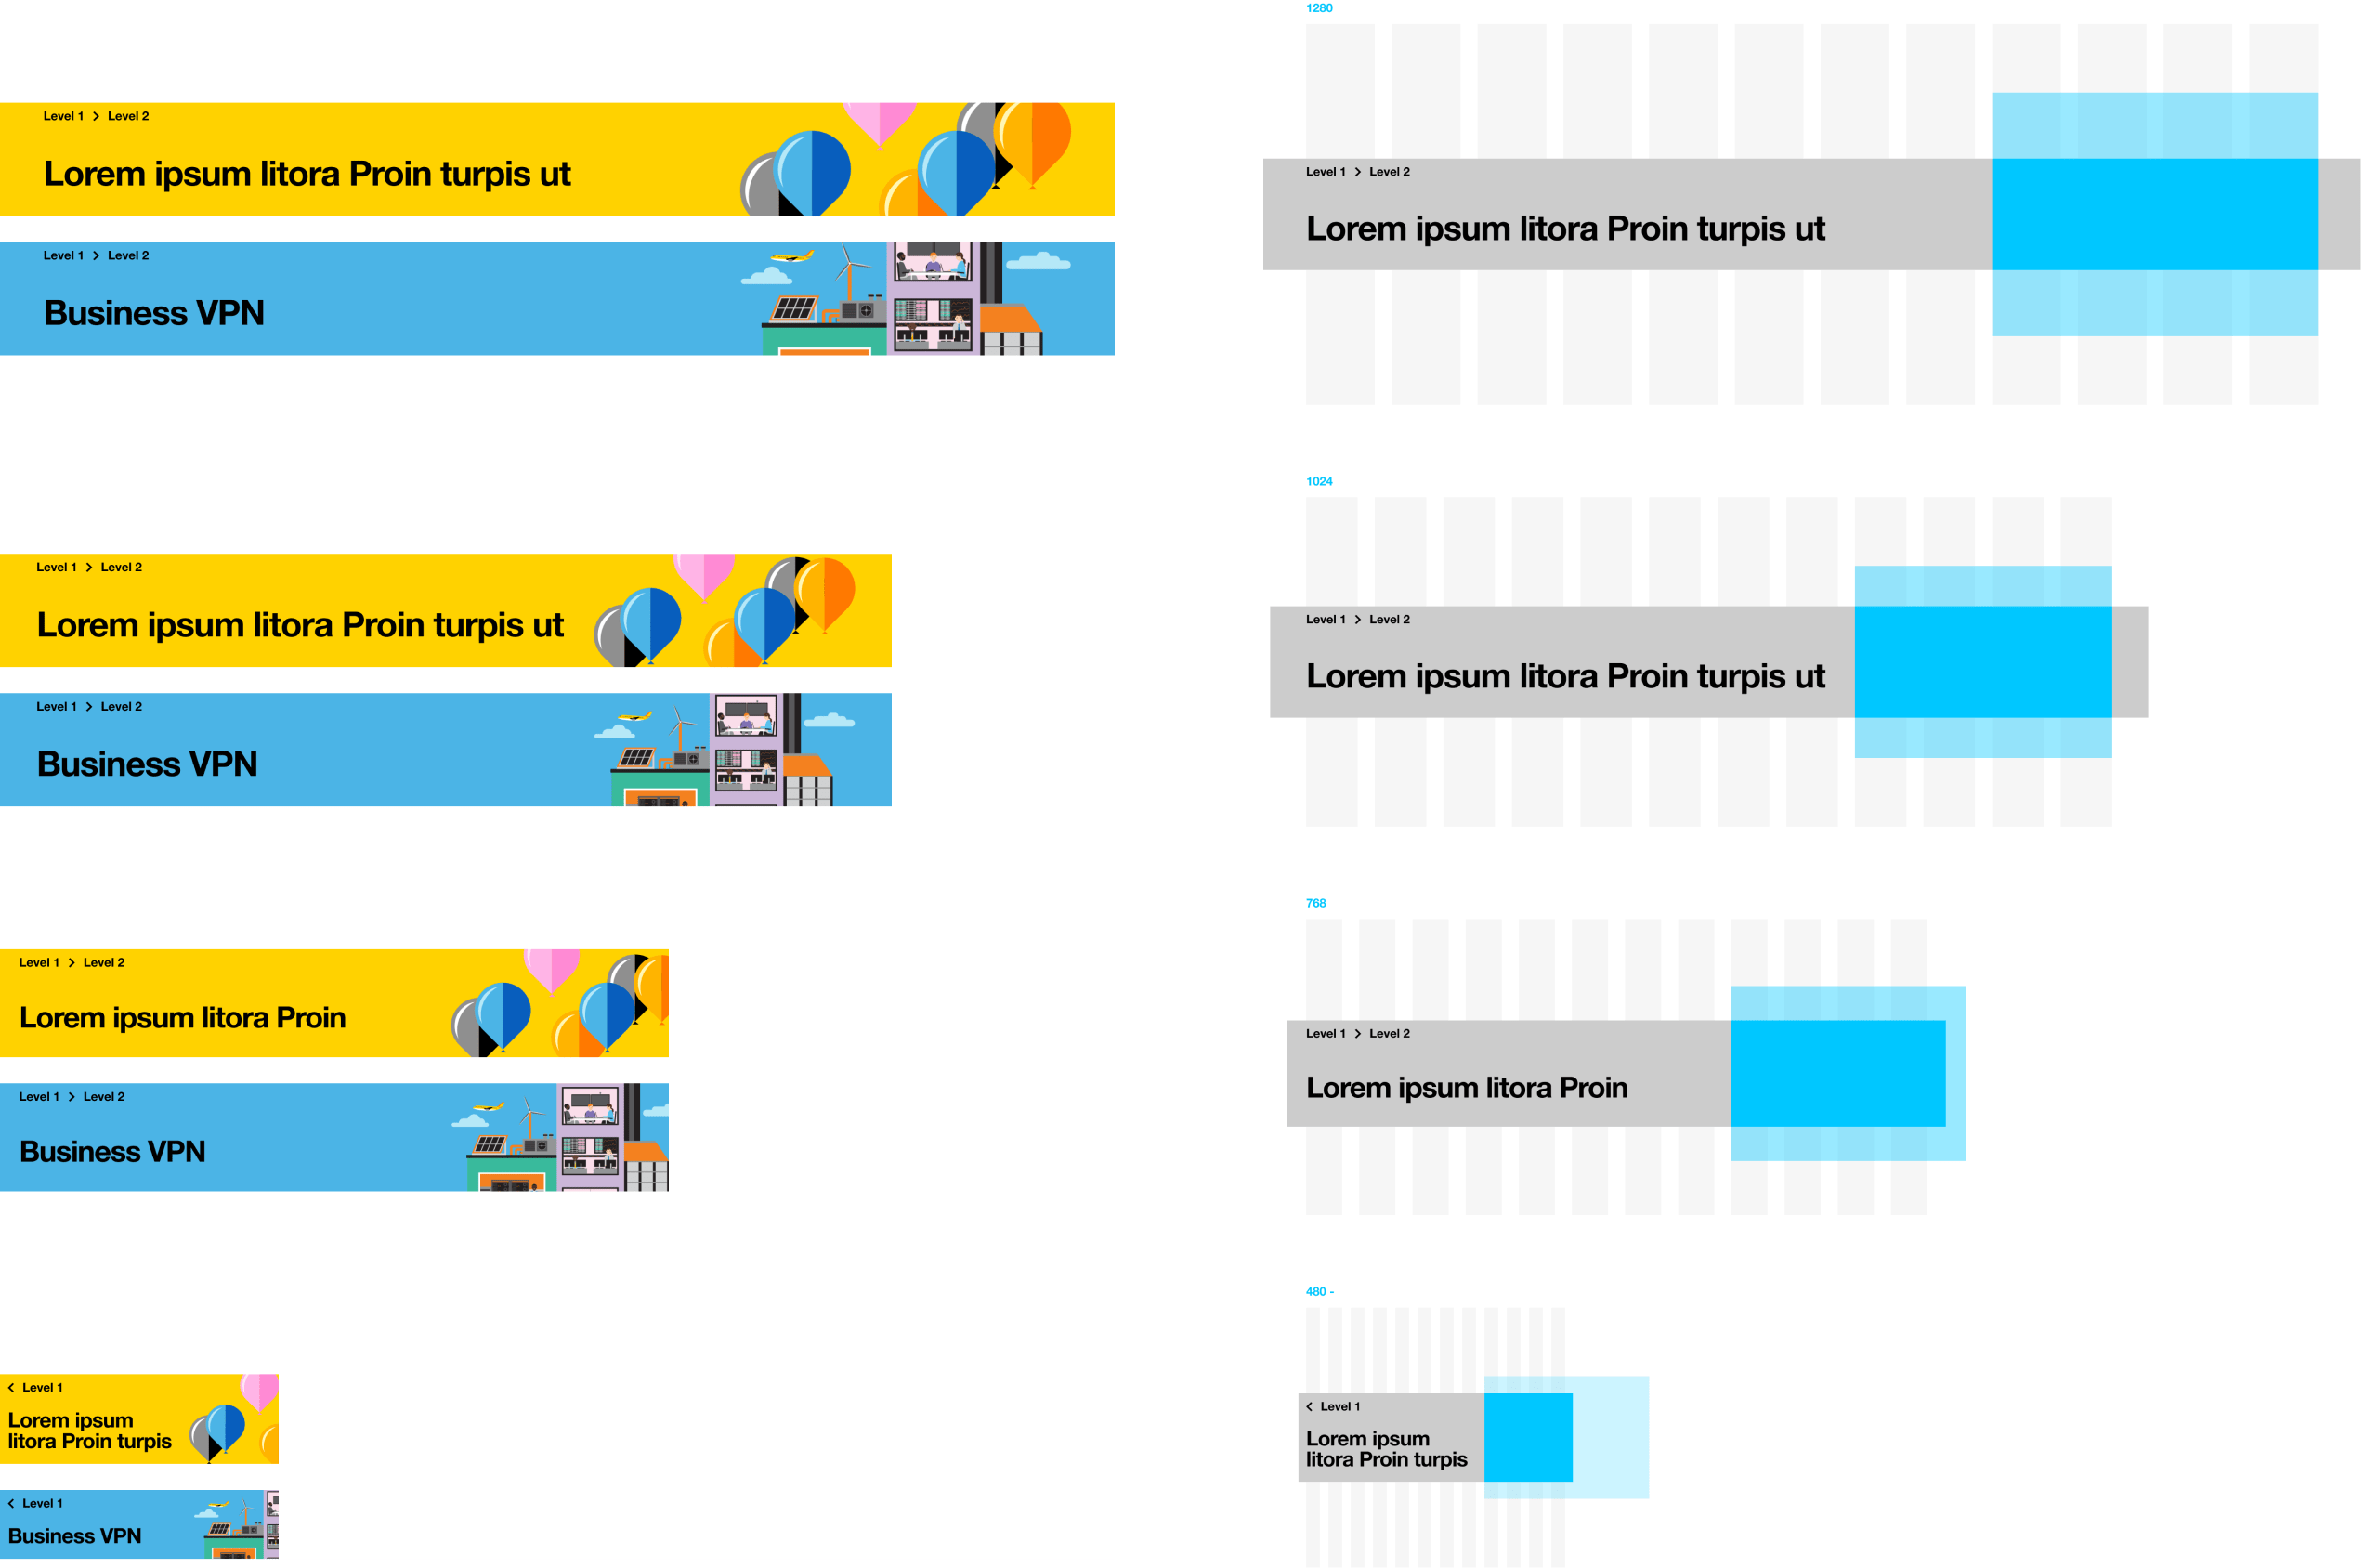 Level 1 > Level 2
Lorem ipsum litora Proin turpis ut
Level 1 > Level 2
Business VPN
Level 1 > Level 2
Lorem ipsum litora Proin turpis ut
Level 1 > Level 2
Business VPN
Level 1 > Level 2
Lorem ipsum litora Proin
Level 1 > Level 2
Business VPN
< Level 1
Lorem ipsum
litora Proin turpis
< Level 1
Business VPN
1280
Level 1 > Level 2
Lorem ipsum litora Proin turpis ut
1024
Level 1 > Level 2
Lorem ipsum litora Proin turpis ut
768
Level 1 > Level 2
Lorem ipsum litora Proin
480 -
< Level 1
Lorem ipsum
litora Proin turpis